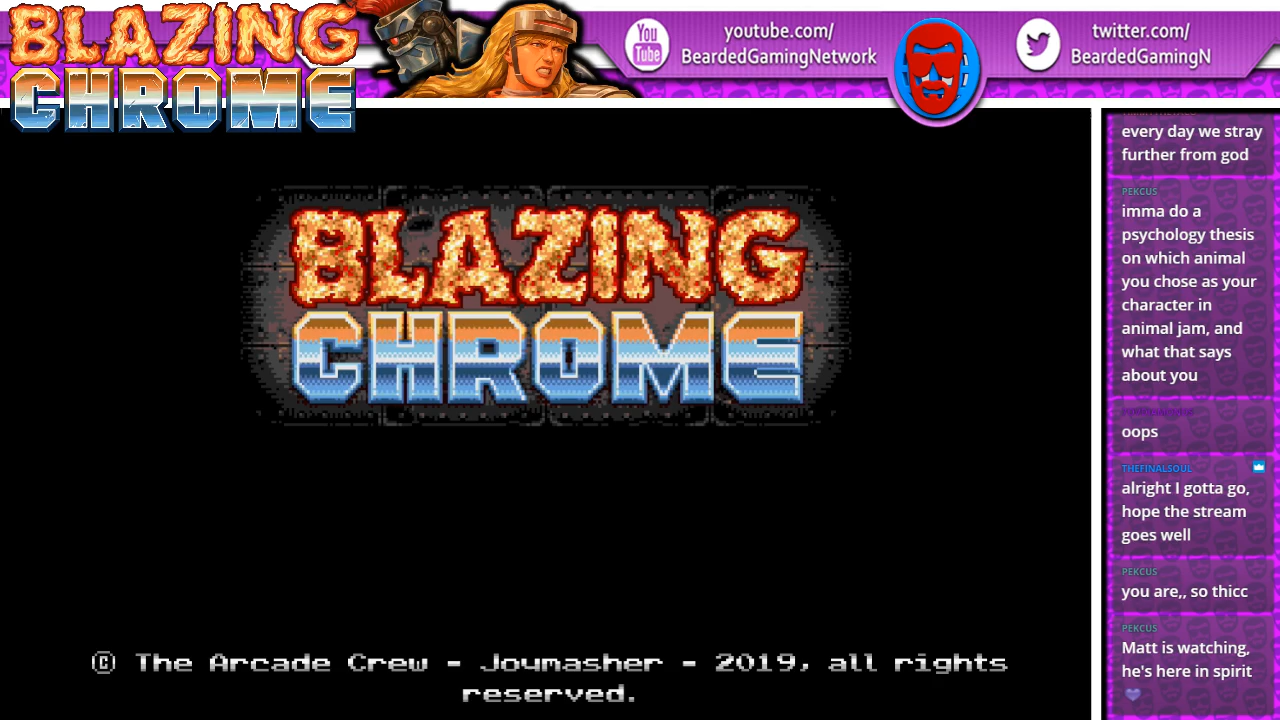 BLAZING
CHROME
You
Tube
youtube.com/
BeardedGamingNetwork
twitter.com/
BeardedGamingN
BLAZING
CHROME
© The Arcade Crew - Joymasher - 2019, all rights
reserved.
every day we stray
further from god
PEKCUS
imma do a
psychology thesis
on which animal
you chose as your
character in
animal jam, and
what that says
about you
oops
THEFINALSOUL
alright I gotta go,
hope the stream
goes well
PEKCUS
you are,, so thicc
PEKCUS
Matt is watching,
he's here in spirit